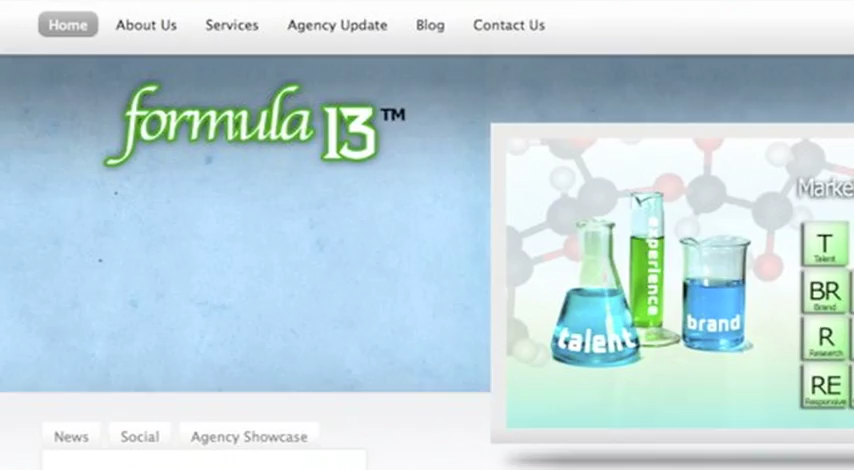 Home About Us Services Agency Update Blog Contact Us
formula 13™
Marke
experience
talent
brand
T
Talent
BR
Brand
R
Research
RE
Responsive
News Social Agency Showcase